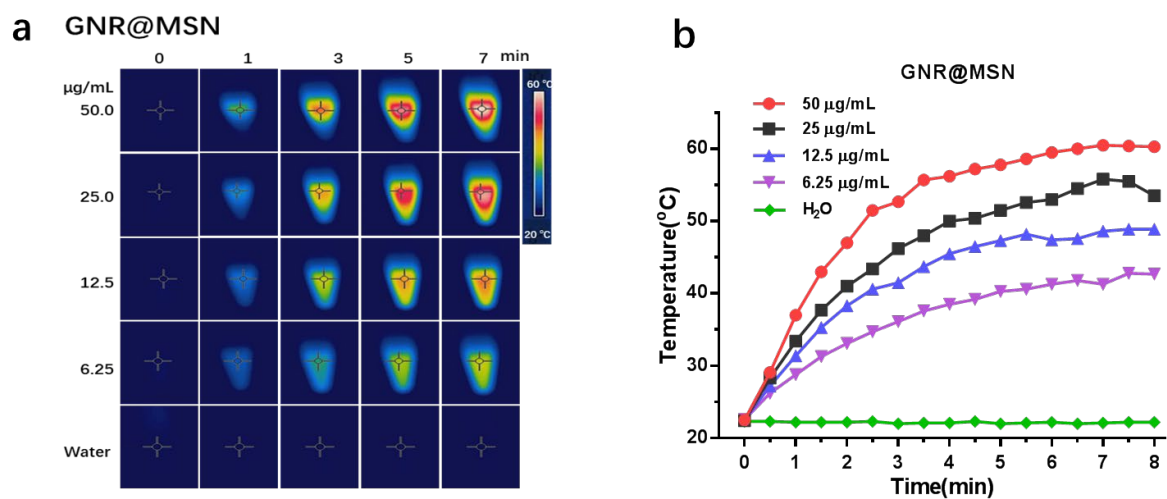 a GNR@MSN
0 1 3 5 7 min
μg/mL
50.0
25.0
12.5
6.25
Water
60 °C
20 °C
b
GNR@MSN
50 μg/mL
25 μg/mL
12.5 μg/mL
6.25 μg/mL
H₂O
Temperature(°C)
60
50
40
30
20
0 1 2 3 4 5 6 7 8
Time(min)